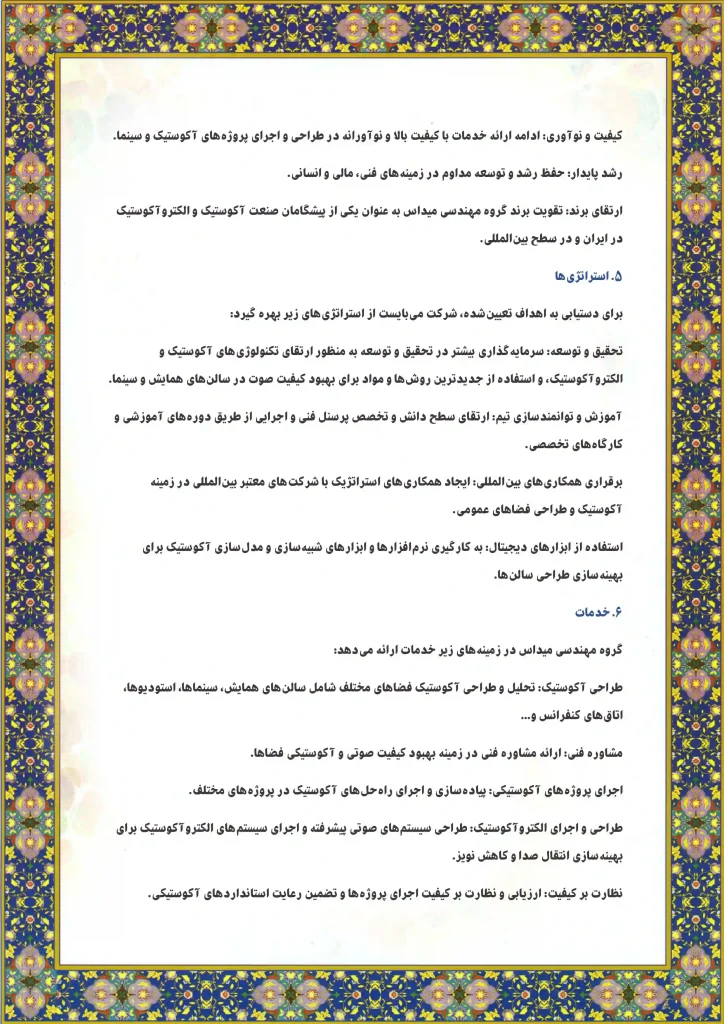 کیفیت و نوآوری: ادامه ارائه خدمات با کیفیت بالا و نوآورانه در طراحی و اجرای پروژه‌های آکوستیک و سینما.
رشد پایدار: حفظ رشد و توسعه مداوم در زمینه‌های فنی، مالی و انسانی.
ارتقای برند: تقویت برند گروه مهندسی میداس به عنوان یکی از پیشگامان صنعت آکوستیک و الکتروآکوستیک
در ایران و در سطح بین‌المللی.
۵. استراتژی‌ها
برای دستیابی به اهداف تعیین‌شده، شرکت می‌بایست از استراتژی‌های زیر بهره گیرد:
تحقیق و توسعه: سرمایه‌گذاری بیشتر در تحقیق و توسعه به منظور ارتقای تکنولوژی‌های آکوستیک و
الکتروآکوستیک، و استفاده از جدیدترین روش‌ها و مواد برای بهبود کیفیت صوت در سالن‌های همایش و سینما.
آموزش و توانمندسازی تیم: ارتقای سطح دانش و تخصص پرسنل فنی و اجرایی از طریق دوره‌های آموزشی و
کارگاه‌های تخصصی.
برقراری همکاری‌های بین‌المللی: ایجاد همکاری‌های استراتژیک با شرکت‌های معتبر بین‌المللی در زمینه
آکوستیک و طراحی فضاهای عمومی.
استفاده از ابزارهای دیجیتال: به کارگیری نرم‌افزارها و ابزارهای شبیه‌سازی و مدل‌سازی آکوستیک برای
بهینه‌سازی طراحی سالن‌ها.
۶. خدمات
گروه مهندسی میداس در زمینه‌های زیر خدمات ارائه می‌دهد:
طراحی آکوستیک: تحلیل و طراحی آکوستیک فضاهای مختلف شامل سالن‌های همایش، سینماها، استودیوها،
اتاق‌های کنفرانس و...
مشاوره فنی: ارائه مشاوره فنی در زمینه بهبود کیفیت صوتی و آکوستیکی فضاها.
اجرای پروژه‌های آکوستیکی: پیاده‌سازی و اجرای راه‌حل‌های آکوستیک در پروژه‌های مختلف.
طراحی و اجرای الکتروآکوستیک: طراحی سیستم‌های صوتی پیشرفته و اجرای سیستم‌های الکتروآکوستیک برای
بهینه‌سازی انتقال صدا و کاهش نویز.
نظارت بر کیفیت: ارزیابی و نظارت بر کیفیت اجرای پروژه‌ها و تضمین رعایت استانداردهای آکوستیکی.